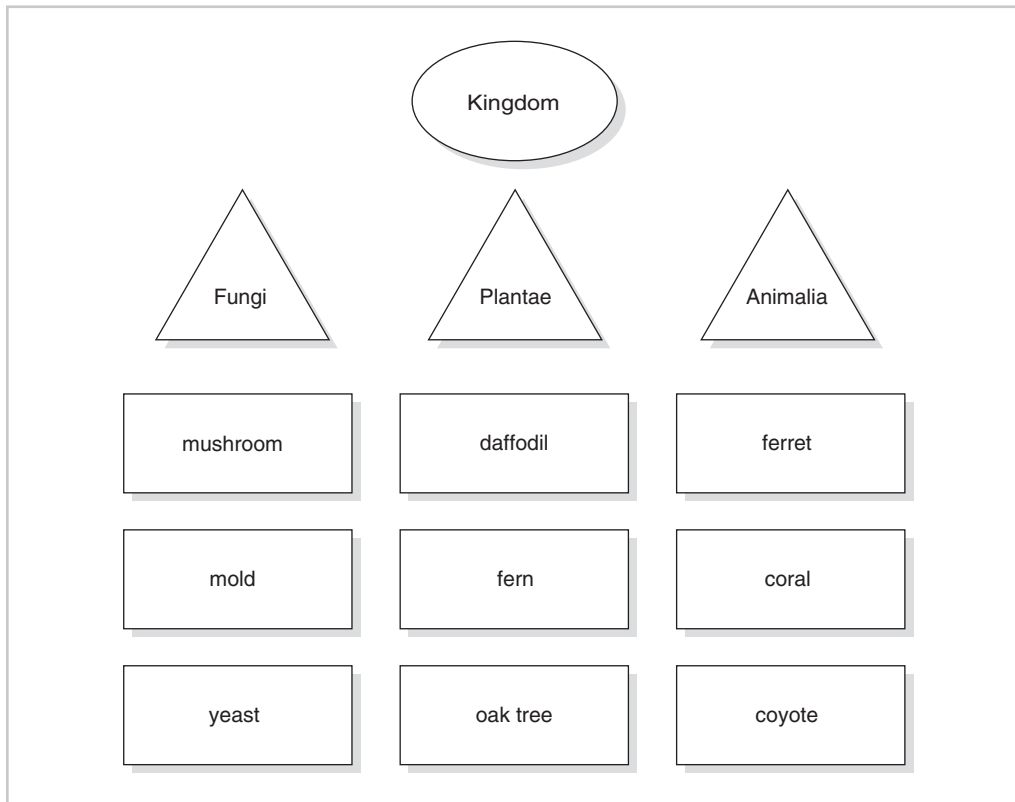 Kingdom
Fungi
Plantae
Animalia
mushroom
daffodil
ferret
mold
fern
coral
yeast
oak tree
coyote